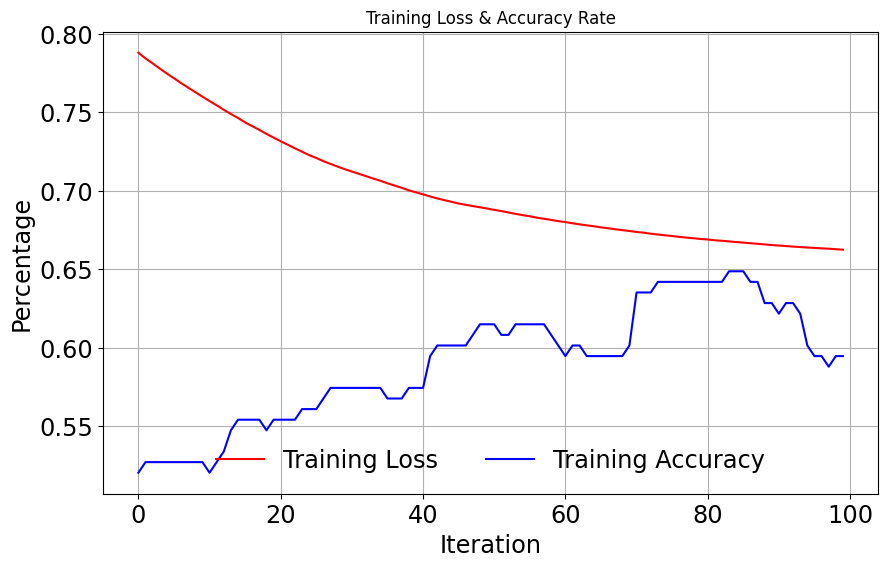 Training Loss & Accuracy Rate
0.80
0.75
0.70
0.65
0.60
0.55
Percentage
Training Loss
Training Accuracy
0
20
40
60
80
100
Iteration